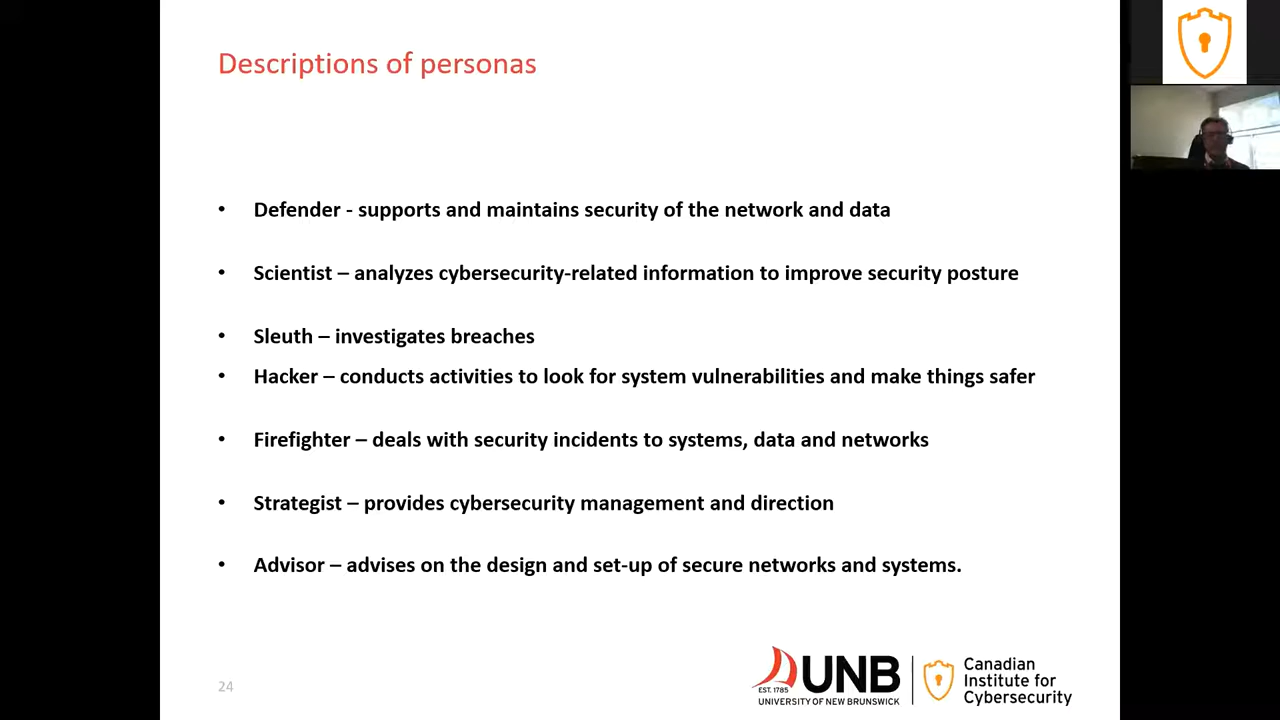 Descriptions of personas
• Defender - supports and maintains security of the network and data
• Scientist – analyzes cybersecurity-related information to improve security posture
• Sleuth – investigates breaches
• Hacker – conducts activities to look for system vulnerabilities and make things safer
• Firefighter – deals with security incidents to systems, data and networks
• Strategist – provides cybersecurity management and direction
• Advisor – advises on the design and set-up of secure networks and systems.
24
EST. 1785
UNB
UNIVERSITY OF NEW BRUNSWICK
Canadian
Institute for
Cybersecurity